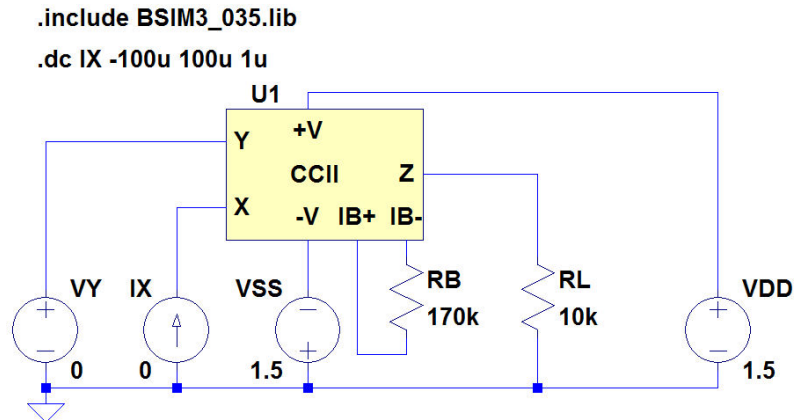 .include BSIM3_035.lib
.dc IX -100u 100u 1u
U1
+V
Y
CCII
Z
X
-V IB+ IB-
VY
IX
VSS
RB
170k
RL
10k
VDD
0
0
1.5
1.5